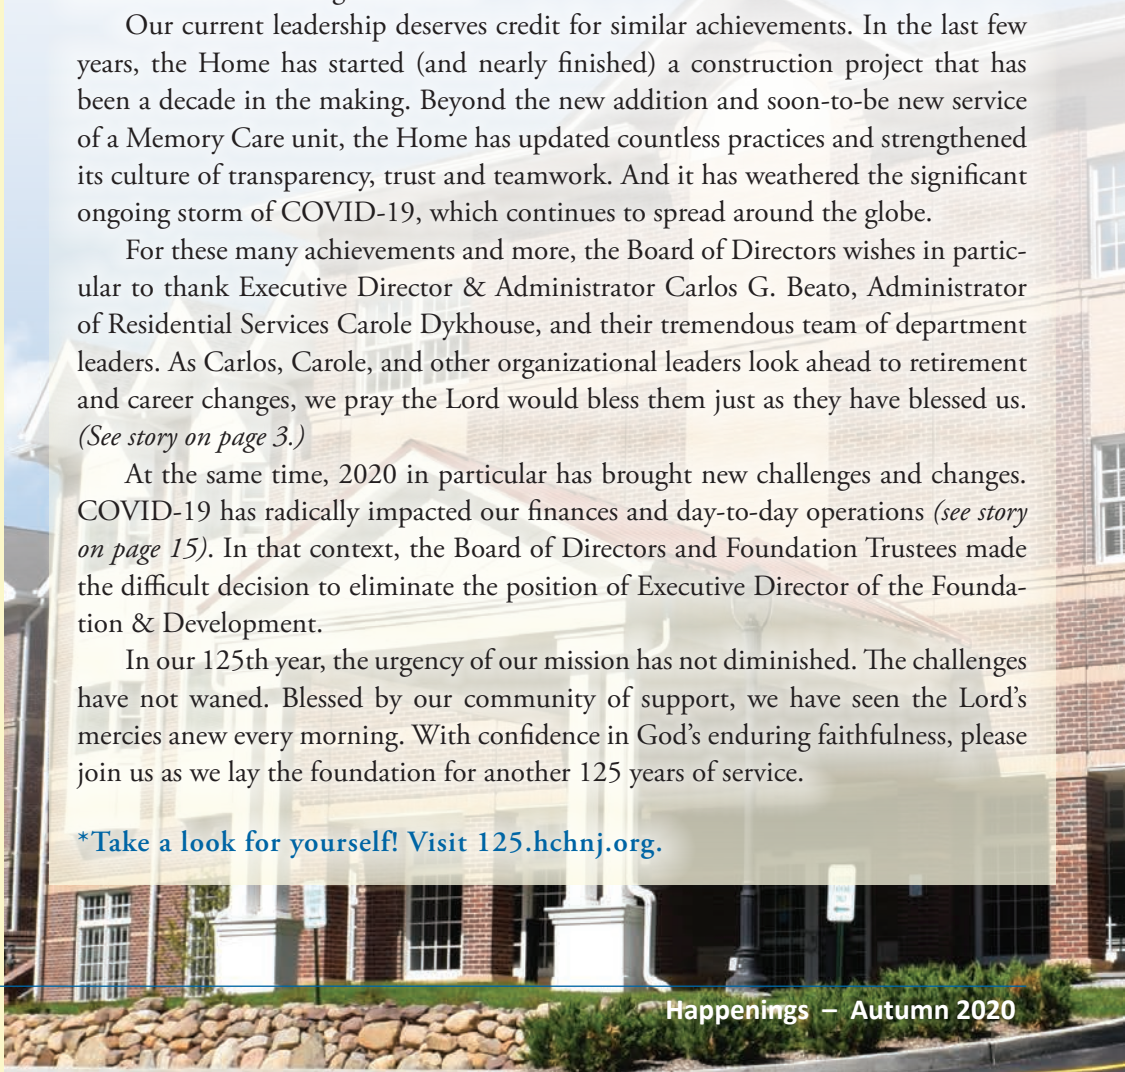 Our current leadership deserves credit for similar achievements. In the last few
years, the Home has started (and nearly finished) a construction project that has
been a decade in the making. Beyond the new addition and soon-to-be new service
of a Memory Care unit, the Home has updated countless practices and strengthened
its culture of transparency, trust and teamwork. And it has weathered the significant
ongoing storm of COVID-19, which continues to spread around the globe.
For these many achievements and more, the Board of Directors wishes in partic-
ular to thank Executive Director & Administrator Carlos G. Beato, Administrator
of Residential Services Carole Dykhouse, and their tremendous team of department
leaders. As Carlos, Carole, and other organizational leaders look ahead to retirement
and career changes, we pray the Lord would bless them just as they have blessed us.
(See story on page 3.)
At the same time, 2020 in particular has brought new challenges and changes.
COVID-19 has radically impacted our finances and day-to-day operations (see story
on page 15). In that context, the Board of Directors and Foundation Trustees made
the difficult decision to eliminate the position of Executive Director of the Founda-
tion & Development.
In our 125th year, the urgency of our mission has not diminished. The challenges
have not waned. Blessed by our community of support, we have seen the Lord's
mercies anew every morning. With confidence in God's enduring faithfulness, please
join us as we lay the foundation for another 125 years of service.
*Take a look for yourself! Visit 125.hchnj.org.
Happenings – Autumn 2020